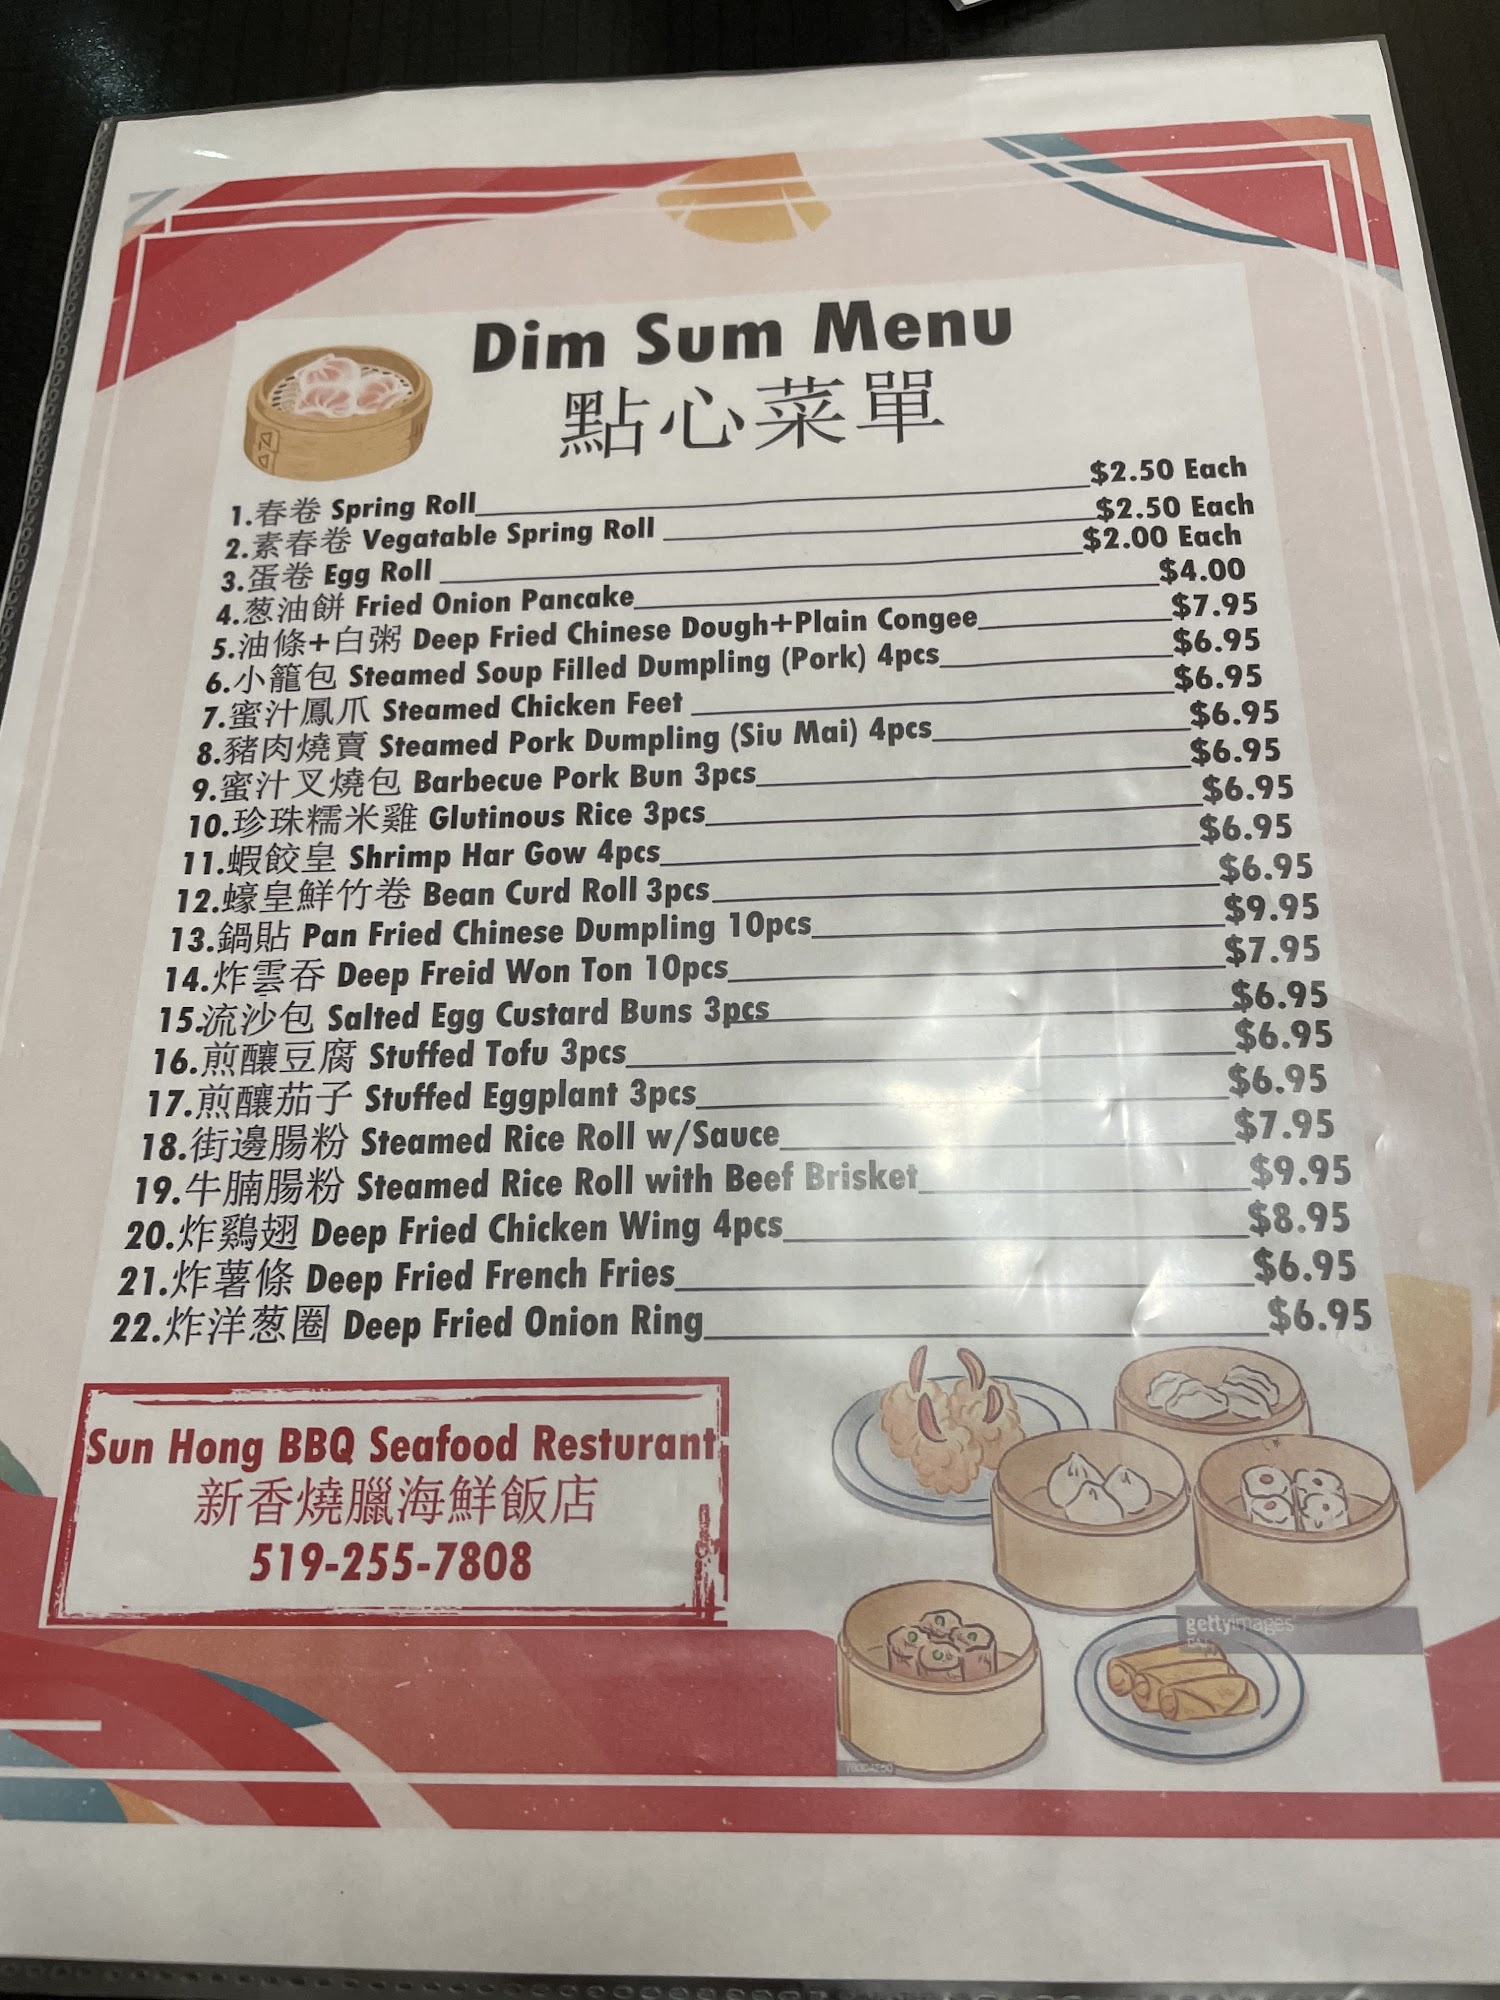 Dim Sum Menu
點心菜單
1.春卷 Spring Roll $2.50 Each
2.素春卷 Vegatable Spring Roll $2.50 Each
3.蛋卷 Egg Roll $2.00 Each
4.葱油餅 Fried Onion Pancake $4.00
5.油條+白粥 Deep Fried Chinese Dough+Plain Congee $7.95
6.小籠包 Steamed Soup Filled Dumpling (Pork) 4pcs $6.95
7.蜜汁鳳爪 Steamed Chicken Feet $6.95
8.豬肉燒賣 Steamed Pork Dumpling (Siu Mai) 4pcs $6.95
9.蜜汁叉燒包 Barbecue Pork Bun 3pcs $6.95
10.珍珠糯米雞 Glutinous Rice 3pcs $6.95
11.蝦餃皇 Shrimp Har Gow 4pcs $6.95
12.蠔皇鮮竹卷 Bean Curd Roll 3pcs $6.95
13.鍋貼 Pan Fried Chinese Dumpling 10pcs $9.95
14.炸雲吞 Deep Freid Won Ton 10pcs $7.95
15.流沙包 Salted Egg Custard Buns 3pcs $6.95
16.煎釀豆腐 Stuffed Tofu 3pcs $6.95
17.煎釀茄子 Stuffed Eggplant 3pcs $6.95
18.街邊腸粉 Steamed Rice Roll w/Sauce $7.95
19.牛腩腸粉 Steamed Rice Roll with Beef Brisket $9.95
20.炸鷄翅 Deep Fried Chicken Wing 4pcs $8.95
21.炸薯條 Deep Fried French Fries $6.95
22.炸洋葱圈 Deep Fried Onion Ring $6.95
Sun Hong BBQ Seafood Resturant
新香燒臘海鮮飯店
519-255-7808
gettyimages